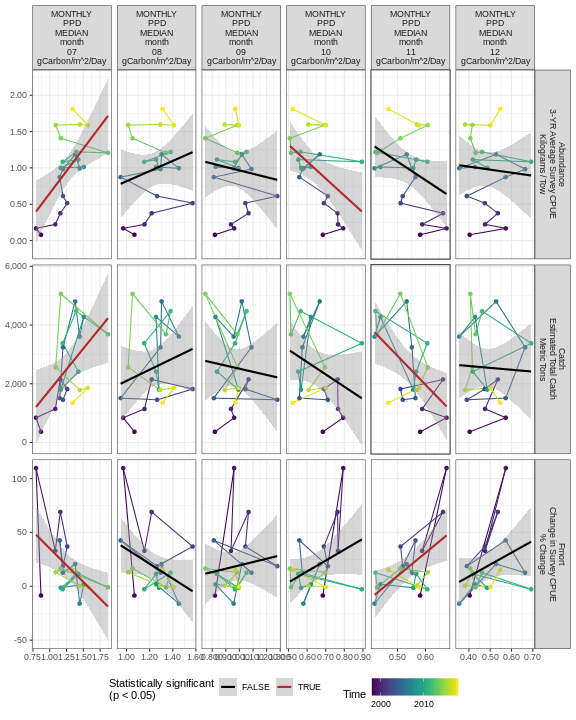 MONTHLY
PPD
MEDIAN
month
07
gCarbon/m^2/Day
MONTHLY
PPD
MEDIAN
month
08
gCarbon/m^2/Day
MONTHLY
PPD
MEDIAN
month
09
gCarbon/m^2/Day
MONTHLY
PPD
MEDIAN
month
10
gCarbon/m^2/Day
MONTHLY
PPD
MEDIAN
month
11
gCarbon/m^2/Day
MONTHLY
PPD
MEDIAN
month
12
gCarbon/m^2/Day
2.00
1.50
1.00
0.50
0.00
Abundance
3-YR Average Survey CPUE
Kilograms / Tow
6,000
4,000
2,000
0
Catch
Estimated Total Catch
Metric Tons
100
50
0
-50
Fmort
Change in Survey CPUE
% Change
0.75 1.00 1.25 1.50 1.75
1.00 1.20 1.40 1.60
0.80 0.90 1.00 1.10
0.60 0.70 0.80 0.90
0.50 0.60
0.40 0.50 0.60 0.70
Statistically significant
(p < 0.05)
FALSE
TRUE
Time
2000 2010